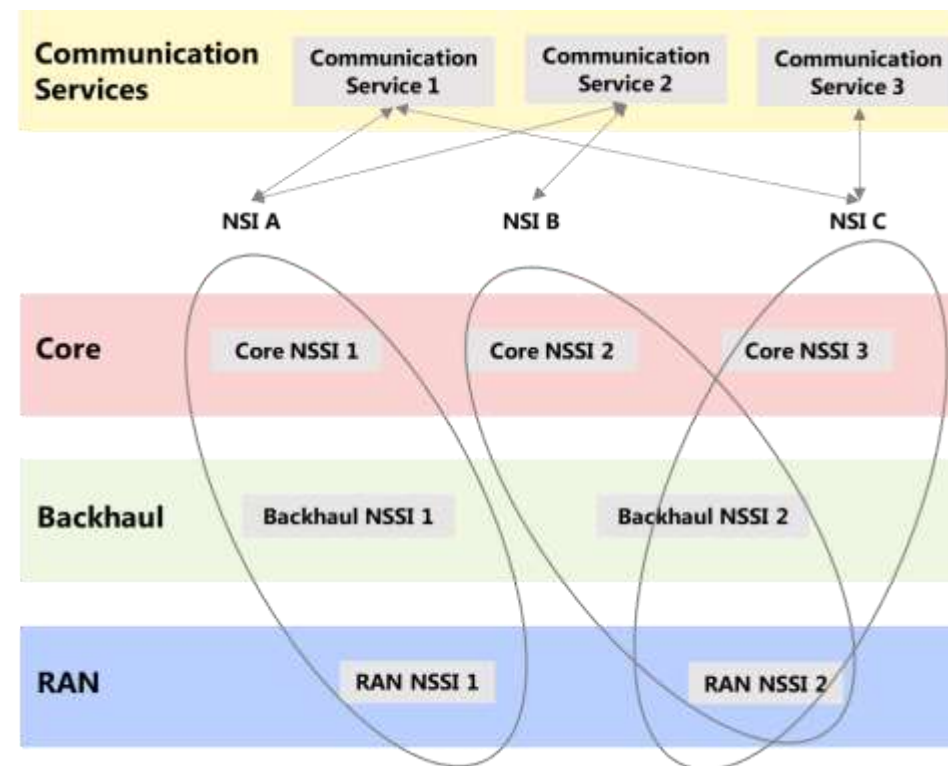 Communication
Services
Communication
Service 1
Communication
Service 2
Communication
Service 3
NSI A
NSI B
NSI C
Core
Core NSSI 1
Core NSSI 2
Core NSSI 3
Backhaul
Backhaul NSSI 1
Backhaul NSSI 2
RAN
RAN NSSI 1
RAN NSSI 2